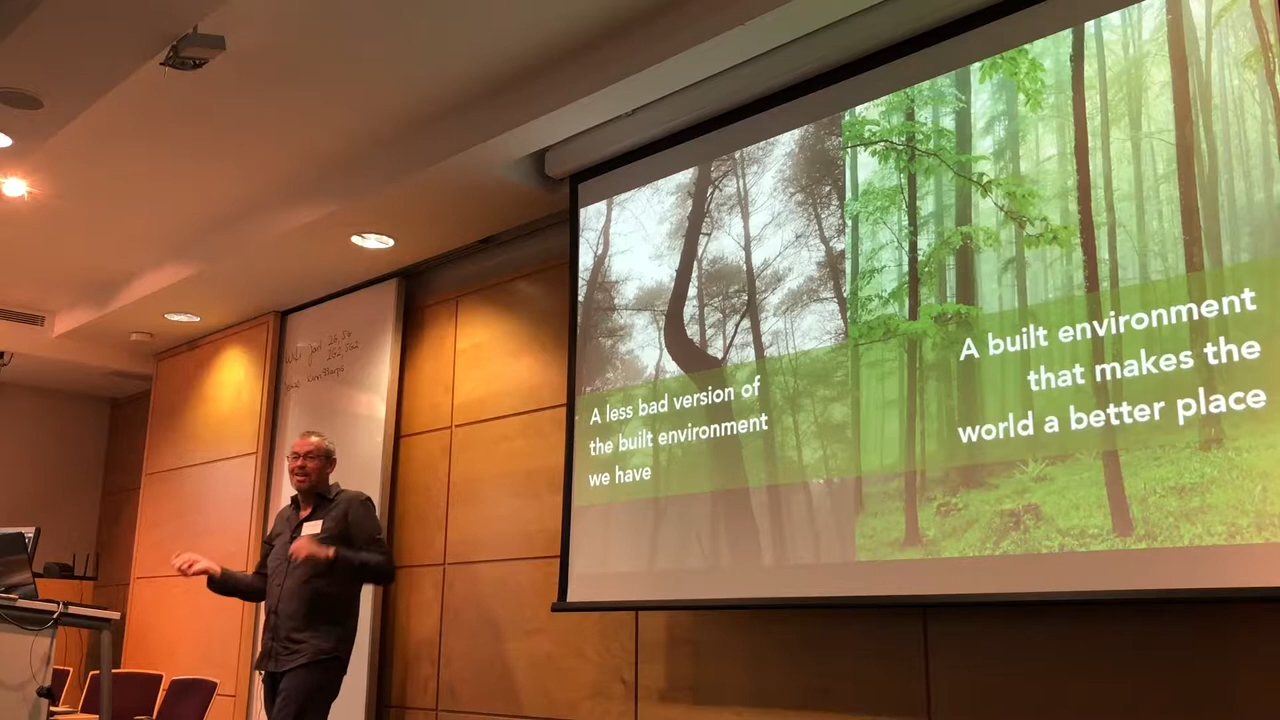 A less bad version of
the built environment
we have
A built environment
that makes the
world a better place